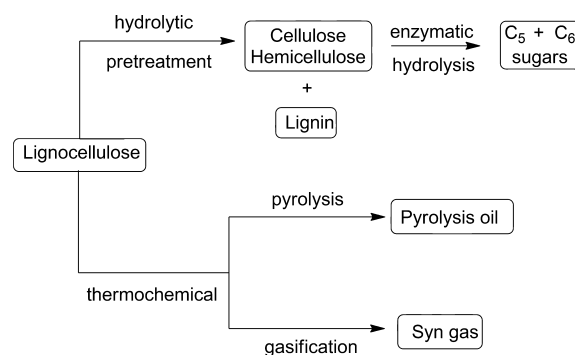 hydrolytic
pretreatment
Cellulose
Hemicellulose
+
Lignin
enzymatic
hydrolysis
C5 + C6
sugars
Lignocellulose
thermochemical
pyrolysis
Pyrolysis oil
gasification
Syn gas